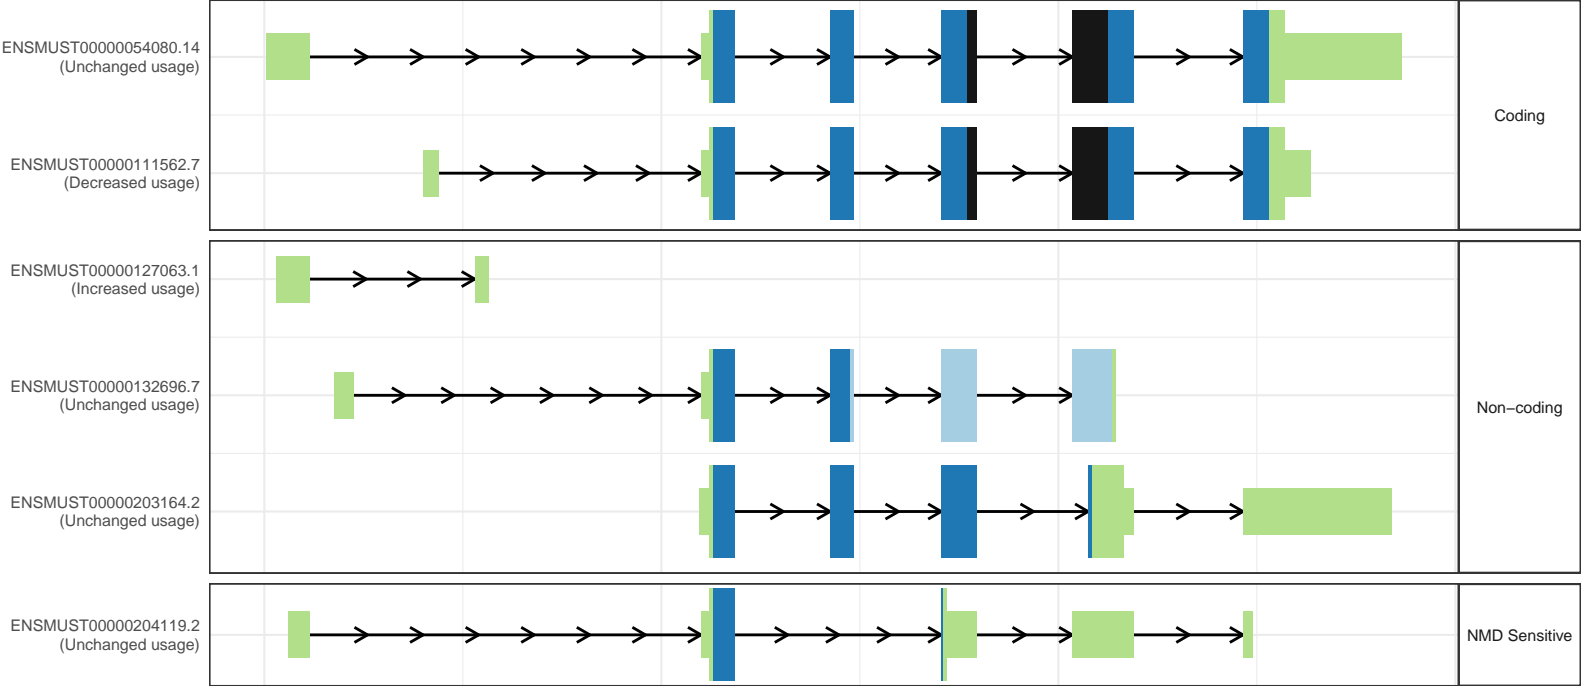 ENSMUST00000054080.14
(Unchanged usage)
ENSMUST00000111562.7
(Decreased usage)
Coding
ENSMUST00000127063.1
(Increased usage)
ENSMUST00000132696.7
(Unchanged usage)
Non−coding
ENSMUST00000203164.2
(Unchanged usage)
ENSMUST00000204119.2
(Unchanged usage)
NMD Sensitive